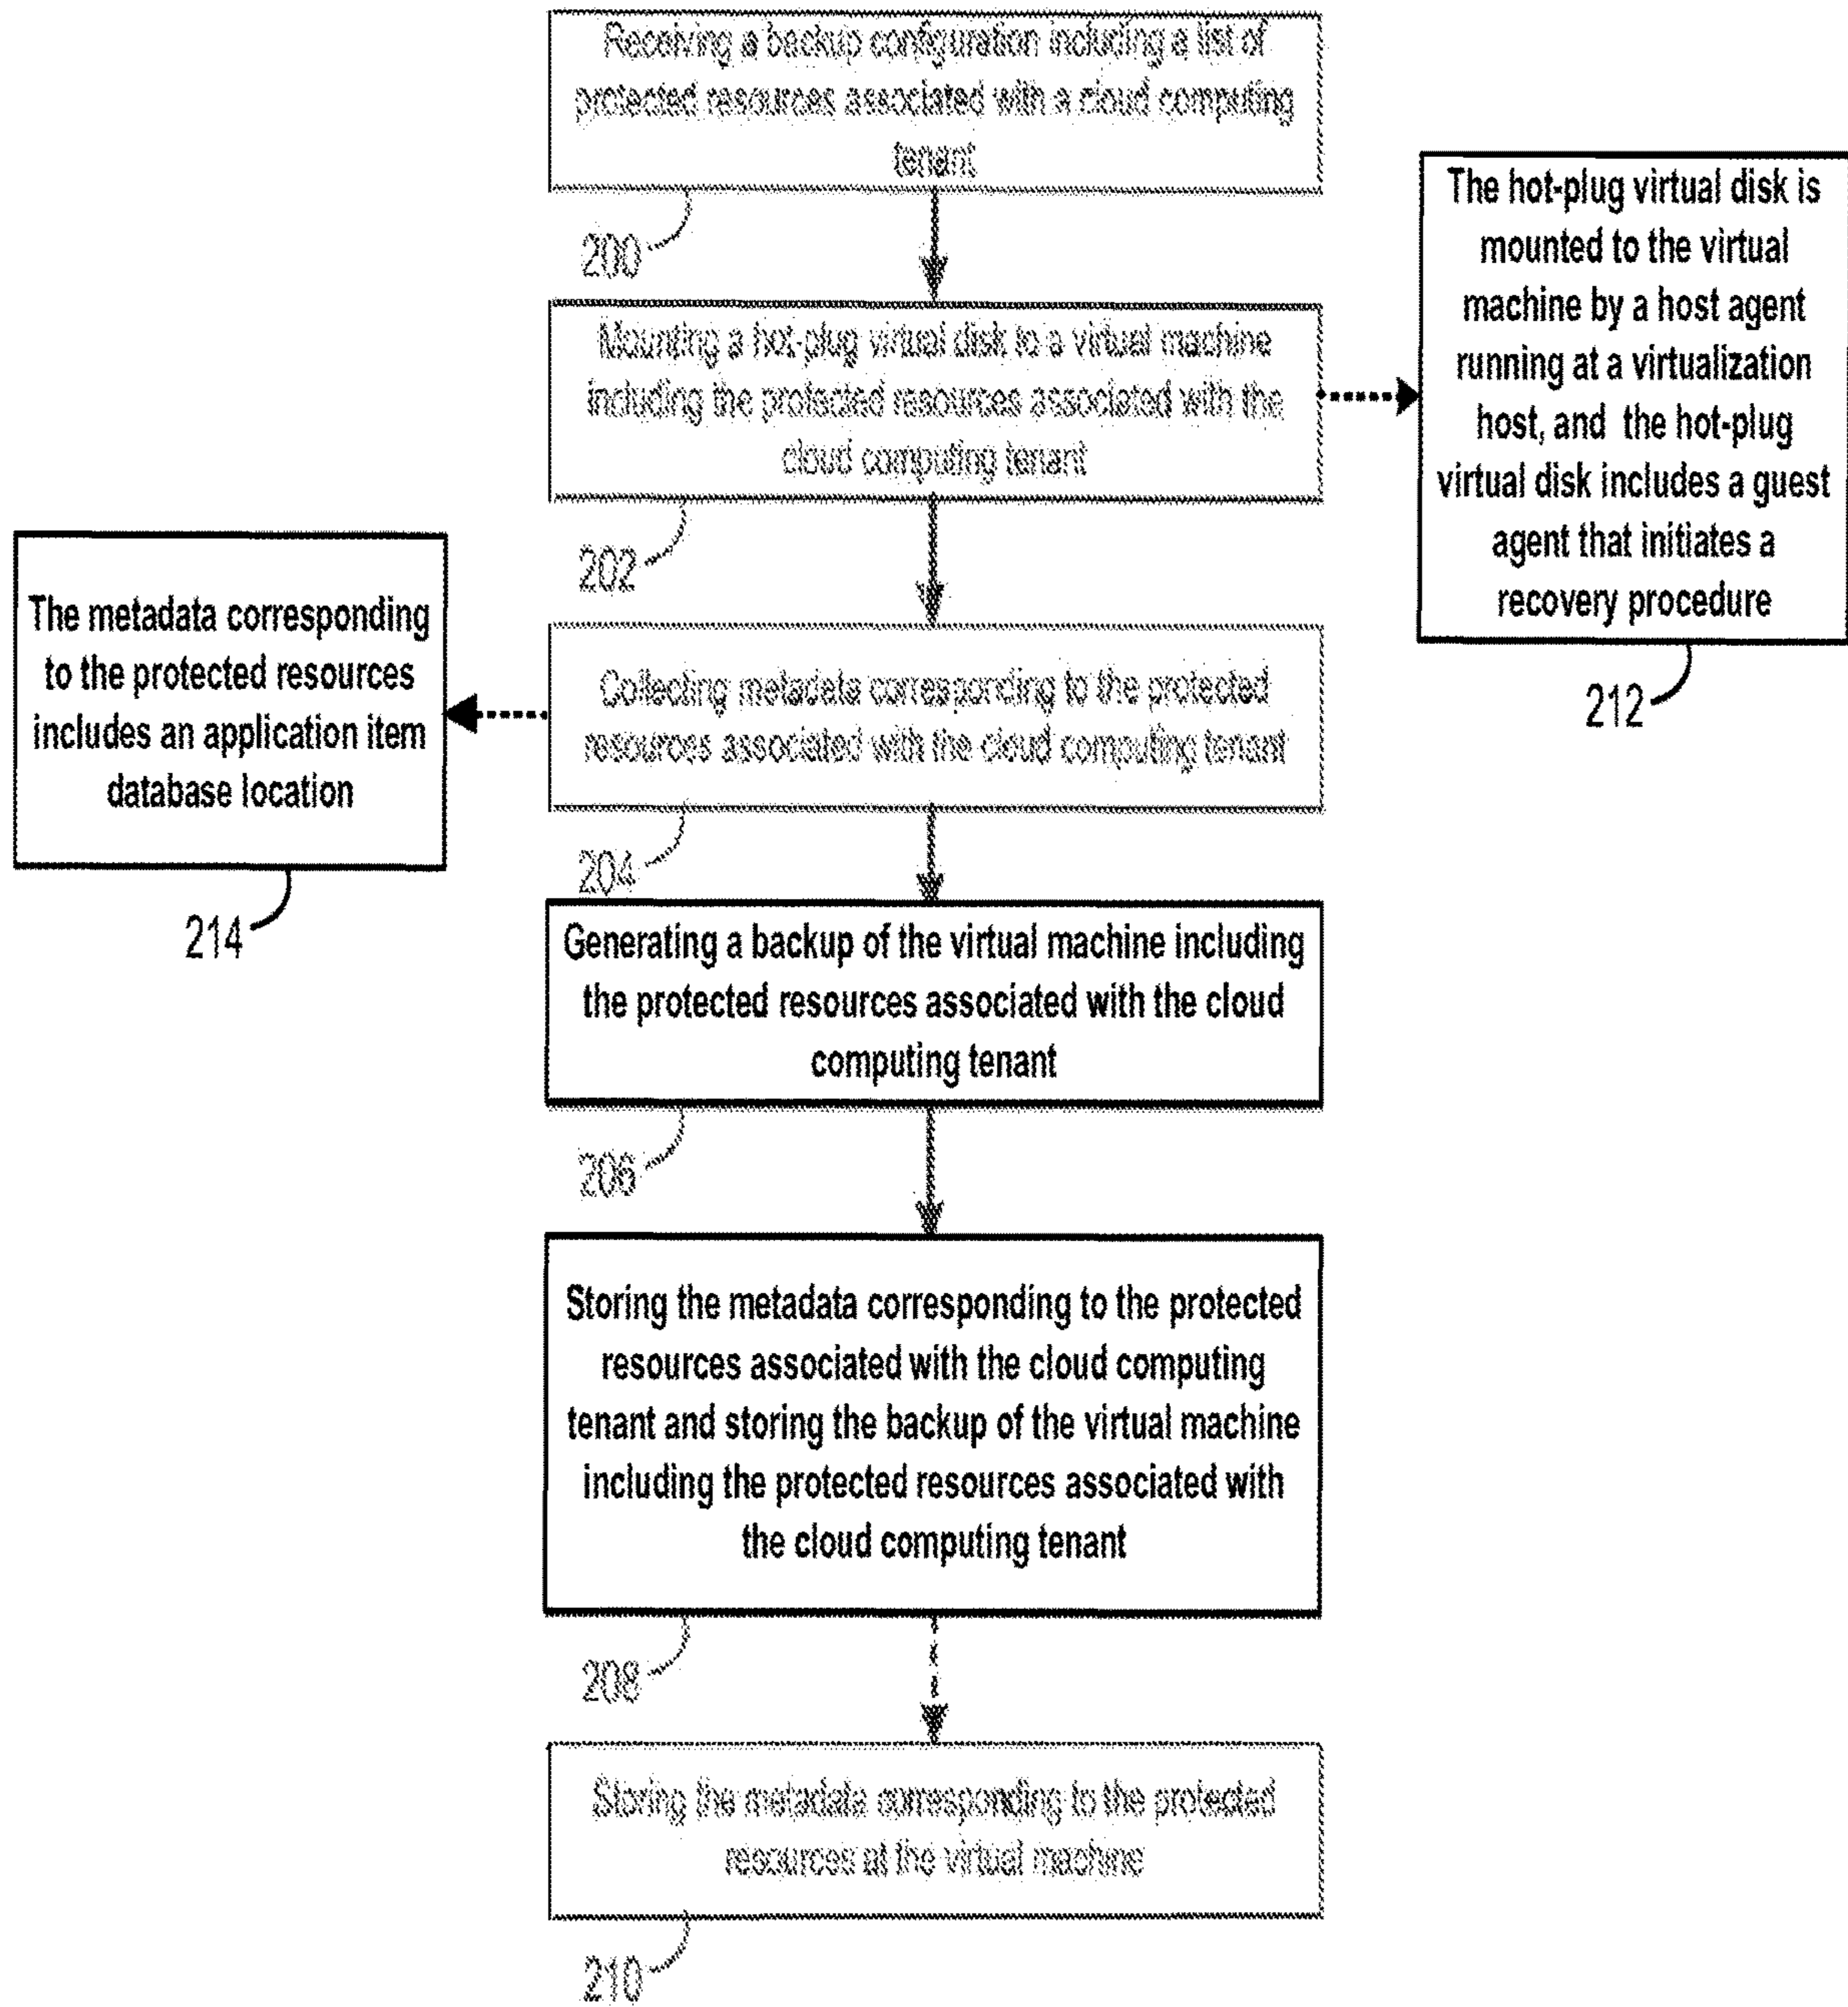 Receiving a backup configuration including a list of
protected resources associated with a cloud computing
tenant
200
Mounting a hot-plug virtual disk to a virtual machine
including the protected resources associated with the
cloud computing tenant
202
The hot-plug virtual disk is
mounted to the virtual
machine by a host agent
running at a virtualization
host, and the hot-plug
virtual disk includes a guest
agent that initiates a
recovery procedure
212
Collecting metadata corresponding to the protected
resources associated with the cloud computing tenant
204
The metadata corresponding
to the protected resources
includes an application item
database location
214
Generating a backup of the virtual machine including
the protected resources associated with the cloud
computing tenant
206
Storing the metadata corresponding to the protected
resources associated with the cloud computing
tenant and storing the backup of the virtual machine
including the protected resources associated with
the cloud computing tenant
208
Storing the metadata corresponding to the protected
resources at the virtual machine
210